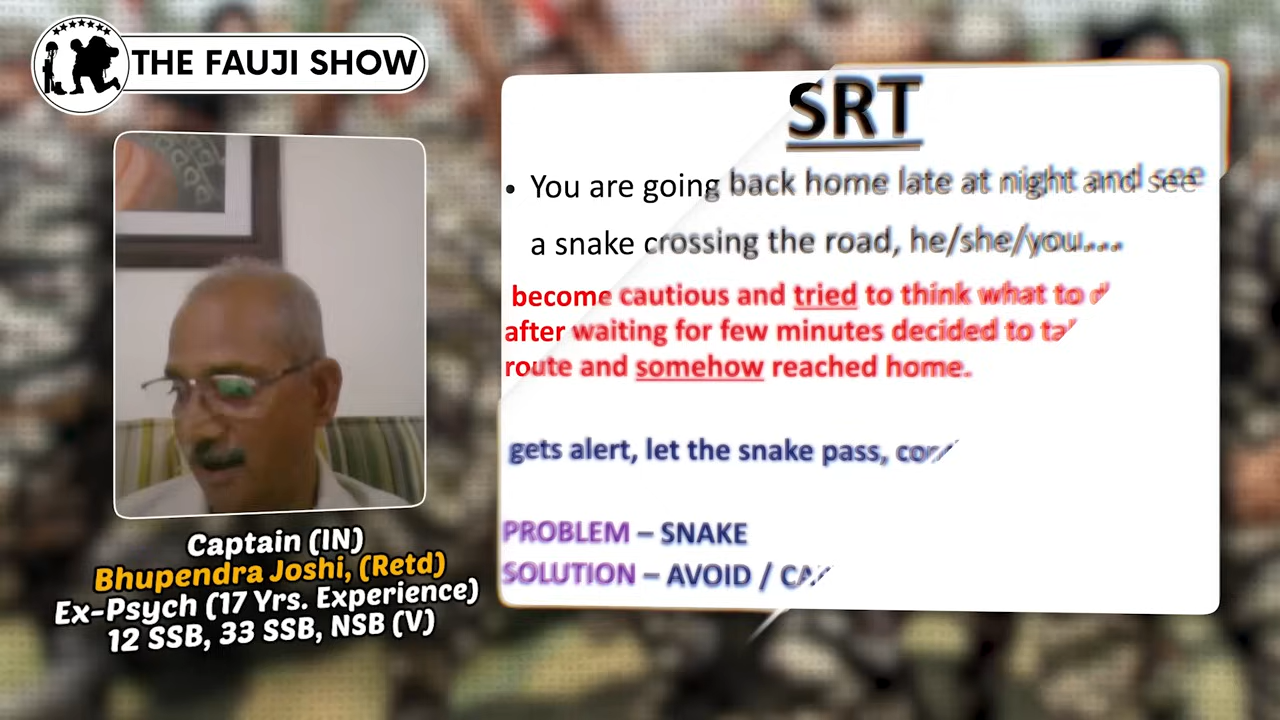 THE FAUJI SHOW
SRT
• You are going back home late at night and see
a snake crossing the road, he/she/you...
become cautious and tried to think what to
after waiting for few minutes decided to
route and somehow reached home.
gets alert, let the snake pass,
PROBLEM – SNAKE
SOLUTION – AVOID /
Captain (IN)
Bhupendra Joshi, (Retd)
Ex-Psych (17 Yrs. Experience)
12 SSB, 33 SSB, NSB (V)